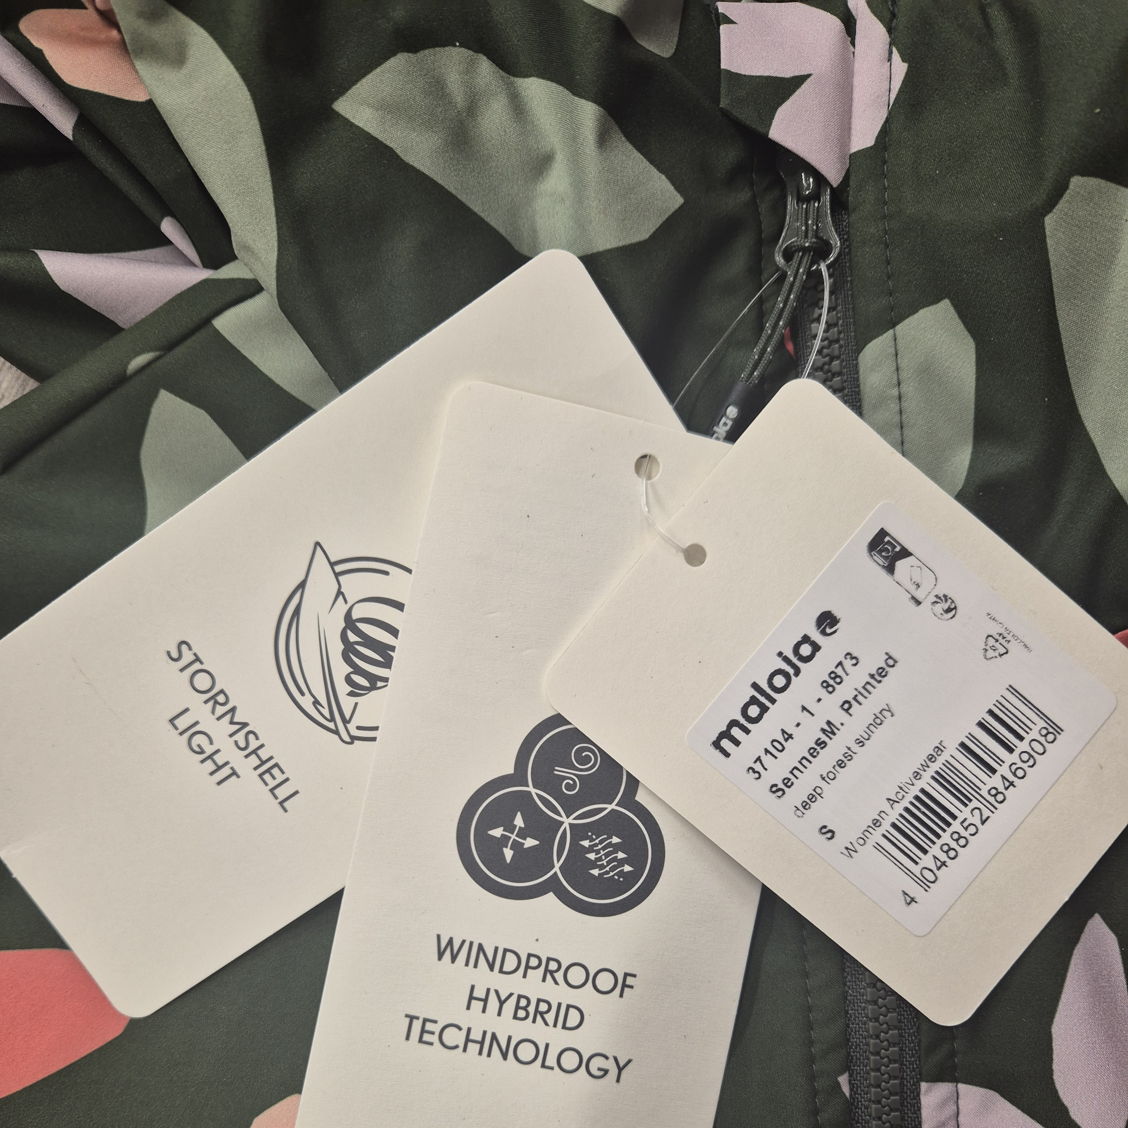 STORMSHELL
LIGHT
WINDPROOF
HYBRID
TECHNOLOGY
maloja
37104 - 1 - 8873
SennesM. Printed
deep forest sundry
S
Women Activewear
4 048852 846908